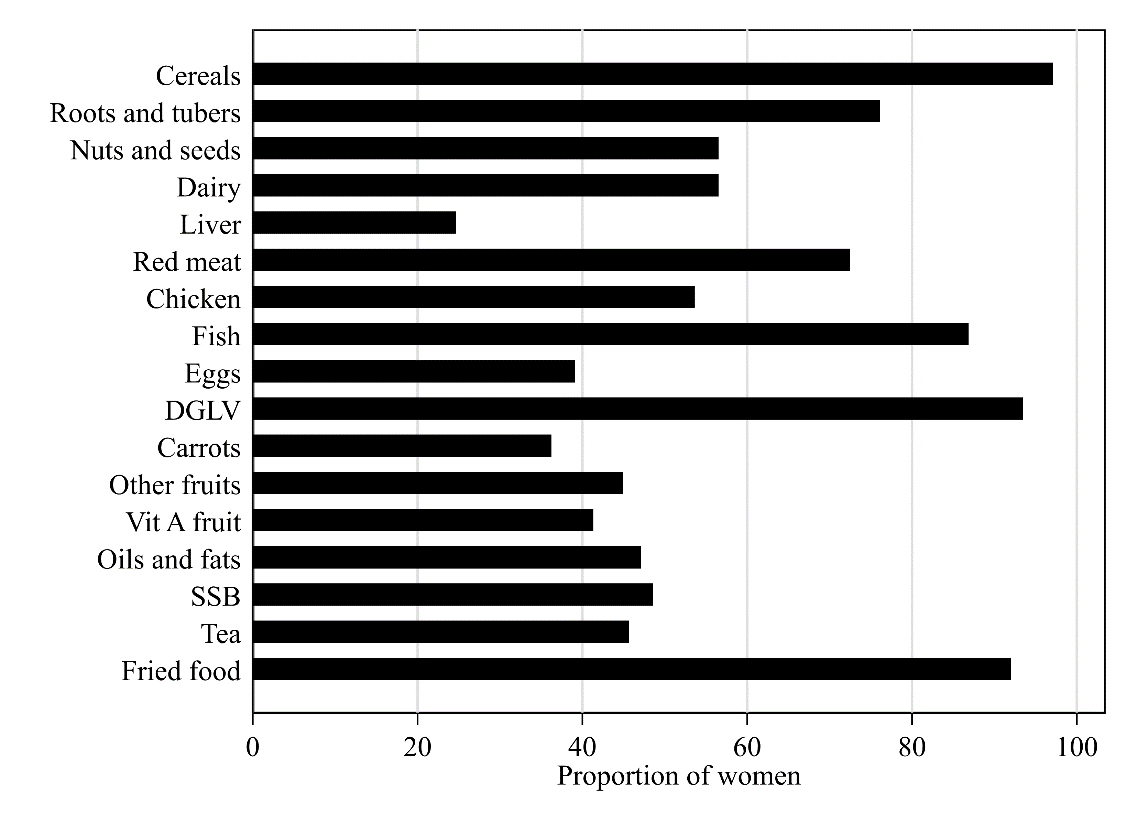 Cereals
Roots and tubers
Nuts and seeds
Dairy
Liver
Red meat
Chicken
Fish
Eggs
DGLV
Carrots
Other fruits
Vit A fruit
Oils and fats
SSB
Tea
Fried food
0 20 40 60 80 100
Proportion of women